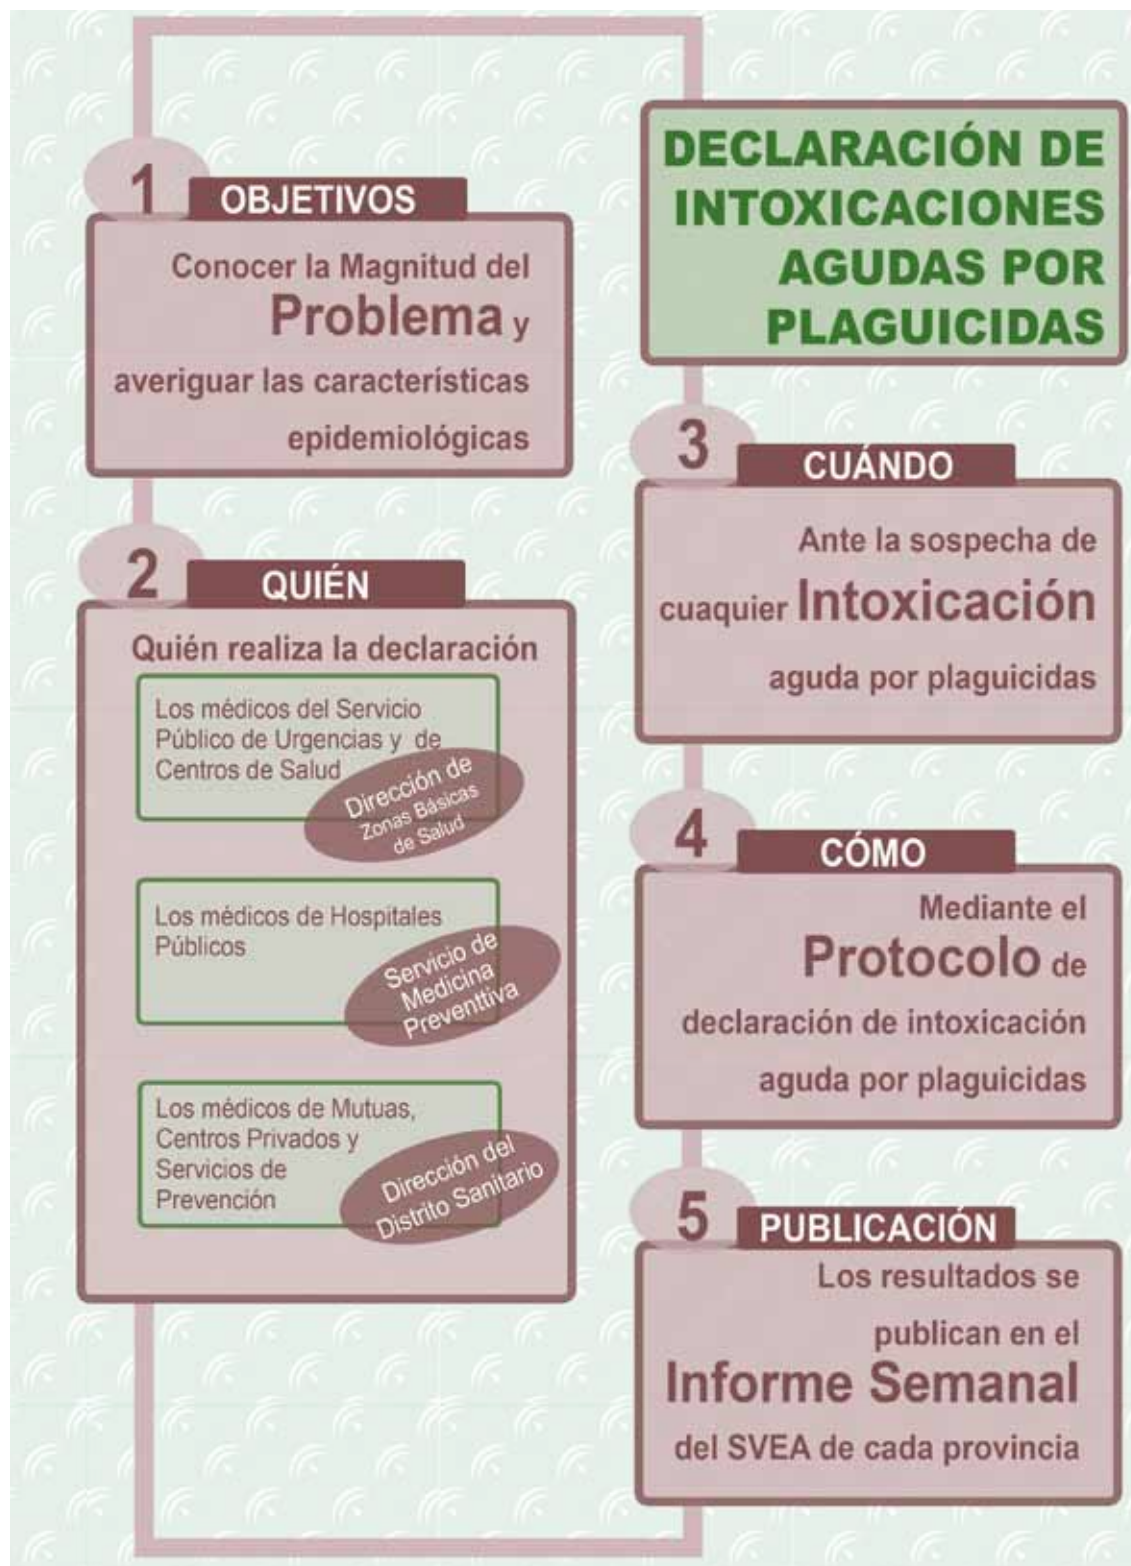 DECLARACIÓN DE
INTOXICACIONES
AGUDAS POR
PLAGUICIDAS
1
OBJETIVOS
Conocer la Magnitud del
Problema y
averiguar las características
epidemiológicas
2
QUIÉN
Quién realiza la declaración
Los médicos del Servicio
Público de Urgencias y de
Centros de Salud
Dirección de
Zonas Básicas
de Salud
Los médicos de Hospitales
Públicos
Servicio de
Medicina
Preventtiva
Los médicos de Mutuas,
Centros Privados y
Servicios de
Prevención
Dirección del
Distrito Sanitario
3
CUÁNDO
Ante la sospecha de
cuaquier Intoxicación
aguda por plaguicidas
4
CÓMO
Mediante el
Protocolo de
declaración de intoxicación
aguda por plaguicidas
5
PUBLICACIÓN
Los resultados se
publican en el
Informe Semanal
del SVEA de cada provincia